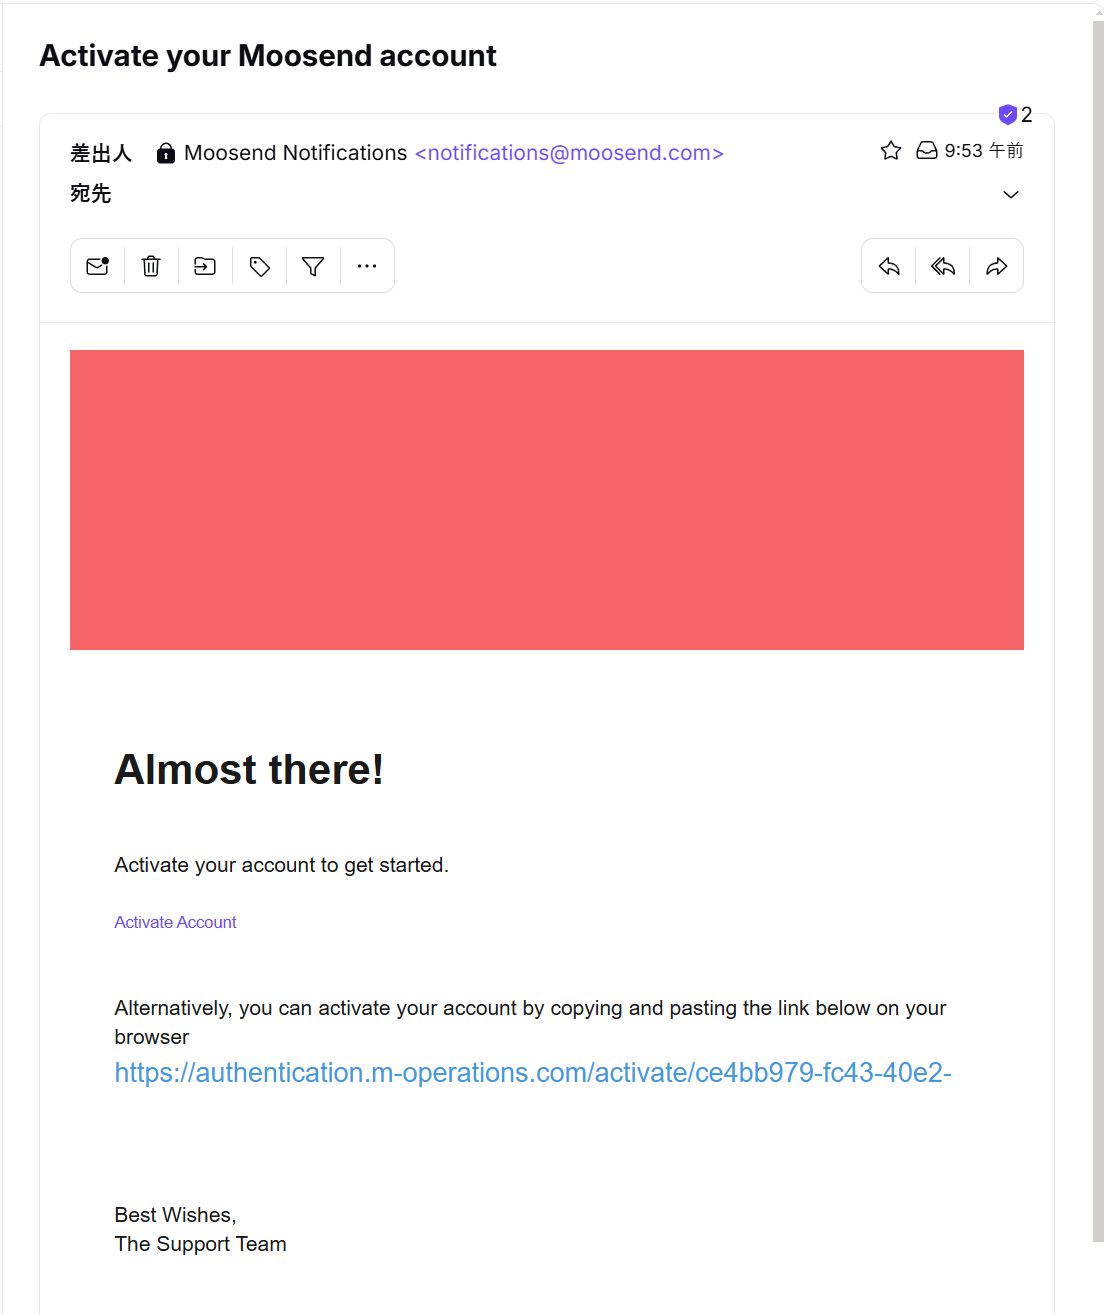 Activate your Moosend account
2
差出人 Moosend Notifications <notifications@moosend.com> 9:53 午前
宛先
Almost there!
Activate your account to get started.
Activate Account
Alternatively, you can activate your account by copying and pasting the link below on your
browser
https://authentication.m-operations.com/activate/ce4bb979-fc43-40e2-
Best Wishes,
The Support Team